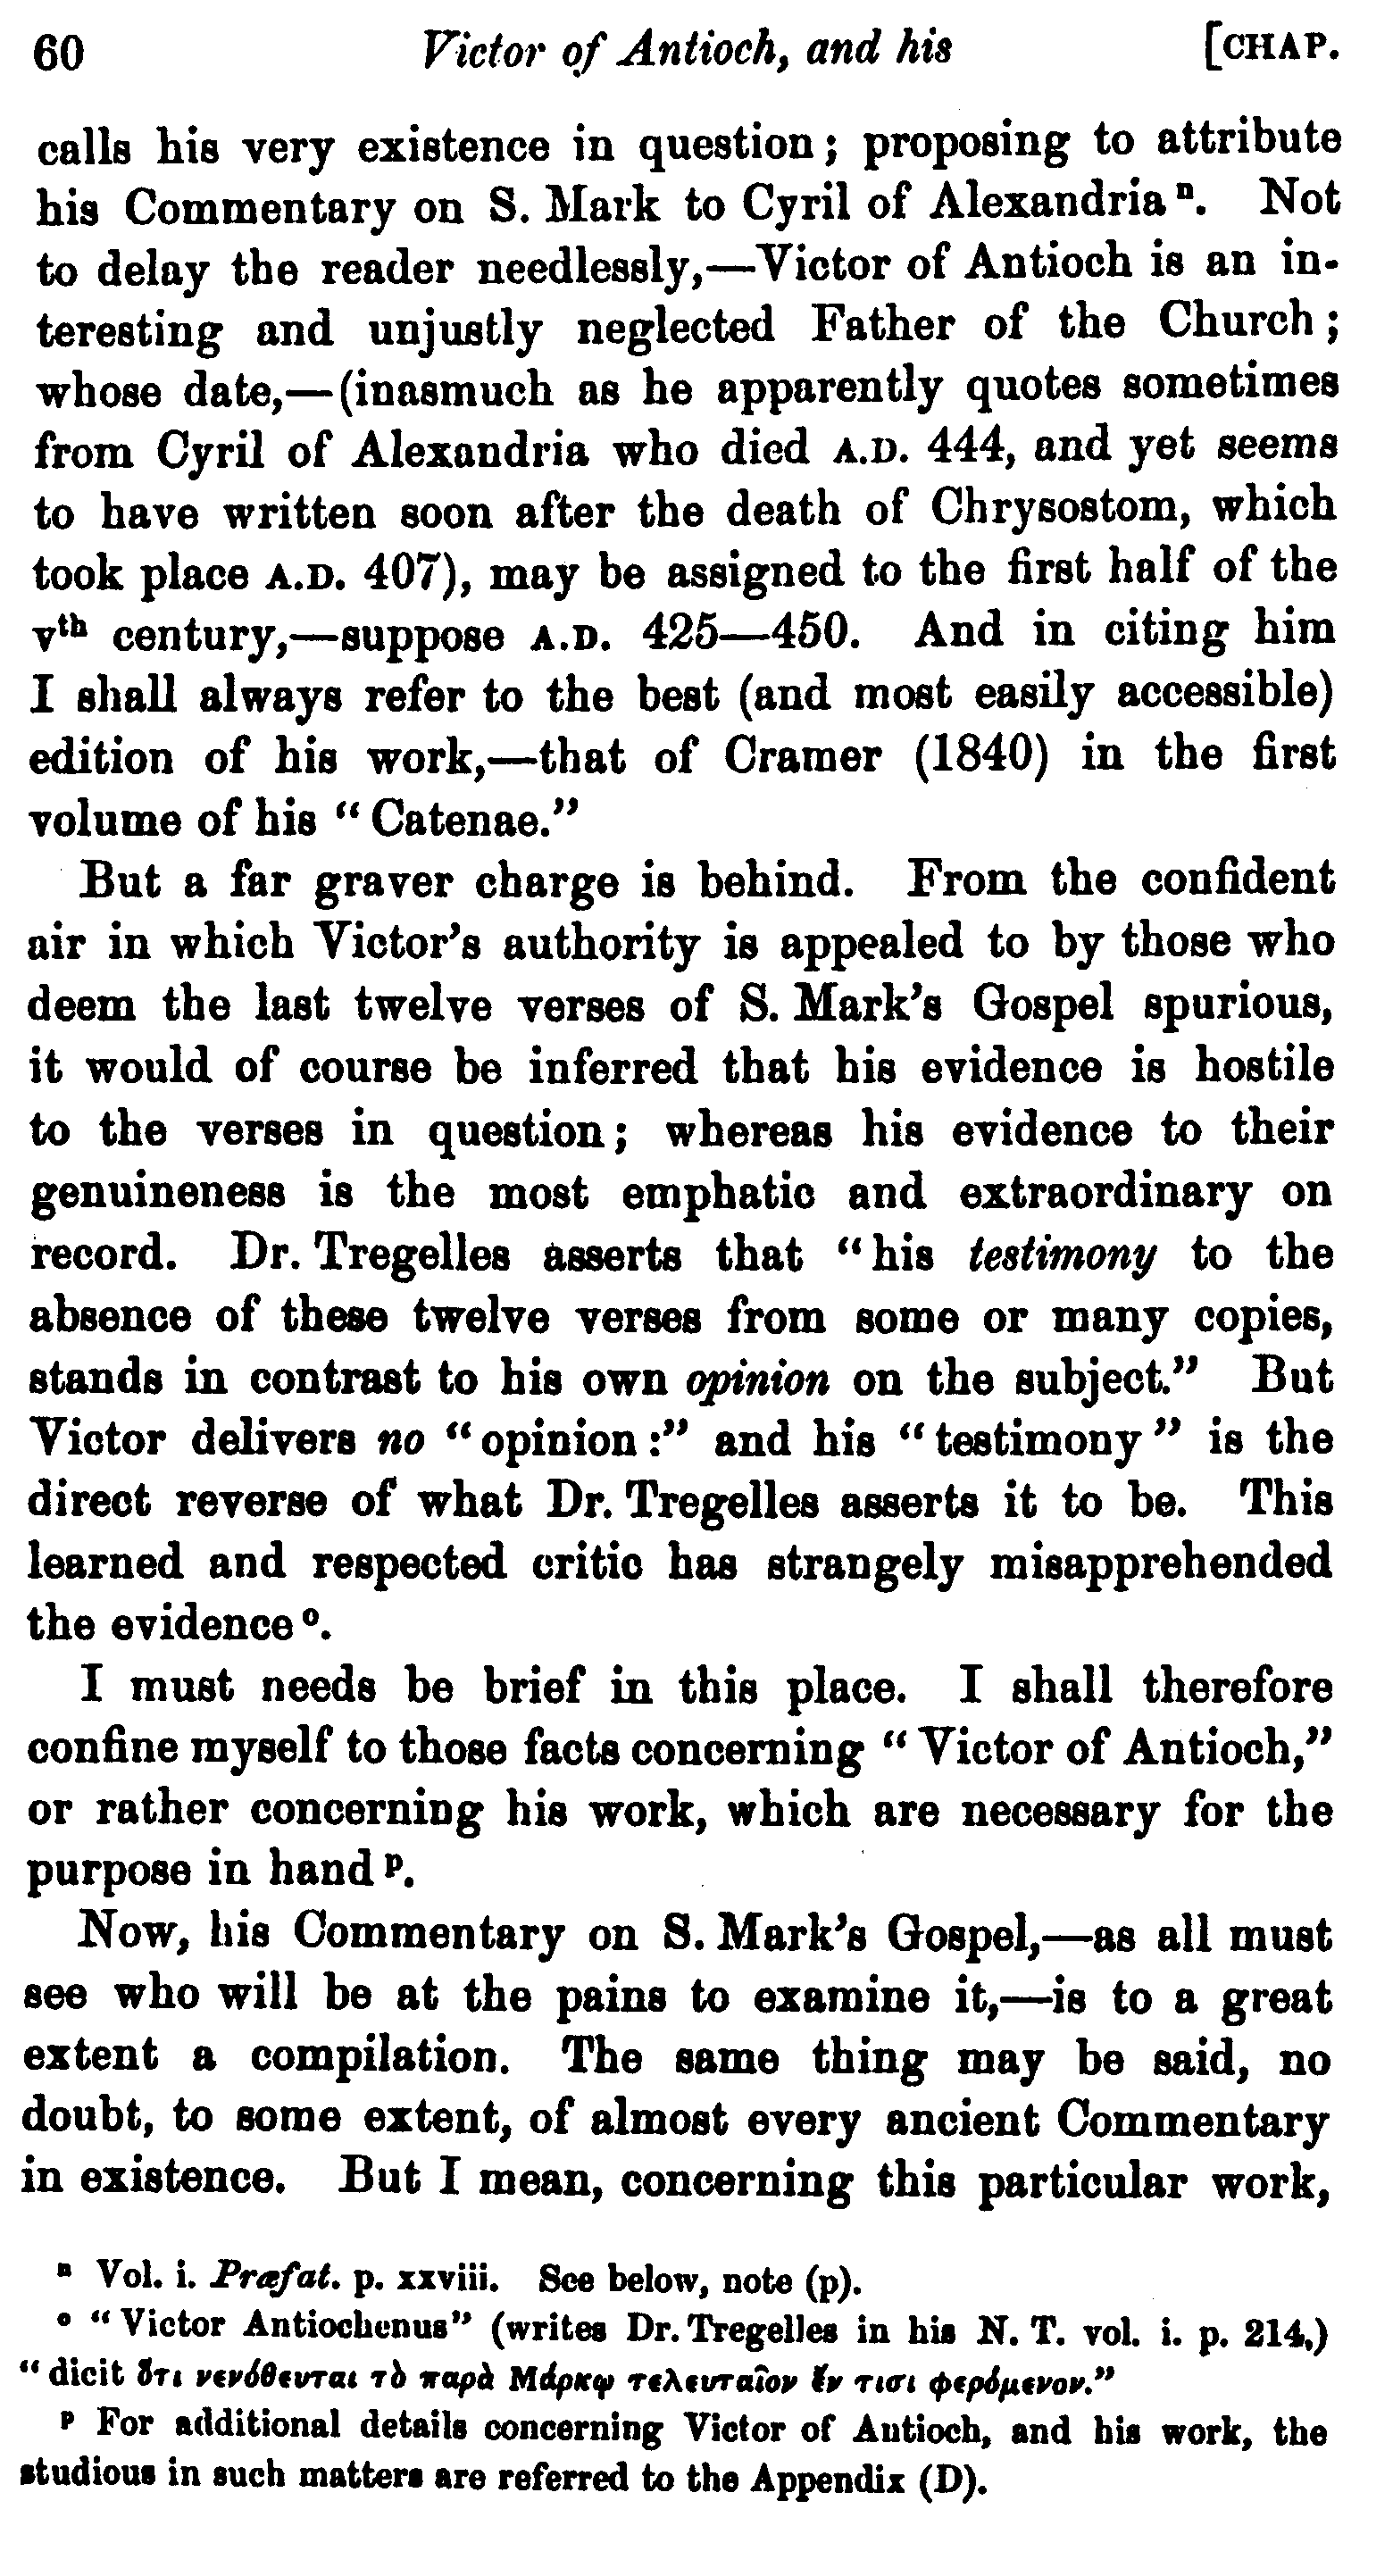 60 Victor of Antioch, and his [CHAP.
calls his very existence in question; proposing to attribute
his Commentary on S. Mark to Cyril of Alexandria ⁿ. Not
to delay the reader needlessly,—Victor of Antioch is an in-
teresting and unjustly neglected Father of the Church;
whose date,—(inasmuch as he apparently quotes sometimes
from Cyril of Alexandria who died A.D. 444, and yet seems
to have written soon after the death of Chrysostom, which
took place A.D. 407), may be assigned to the first half of the
vᵗʰ century,—suppose A.D. 425—450. And in citing him
I shall always refer to the best (and most easily accessible)
edition of his work,—that of Cramer (1840) in the first
volume of his “Catenae.”
But a far graver charge is behind. From the confident
air in which Victor’s authority is appealed to by those who
deem the last twelve verses of S. Mark’s Gospel spurious,
it would of course be inferred that his evidence is hostile
to the verses in question; whereas his evidence to their
genuineness is the most emphatic and extraordinary on
record. Dr. Tregelles asserts that “his testimony to the
absence of these twelve verses from some or many copies,
stands in contrast to his own opinion on the subject.” But
Victor delivers no “opinion:” and his “testimony” is the
direct reverse of what Dr. Tregelles asserts it to be. This
learned and respected critic has strangely misapprehended
the evidence ᵒ.
I must needs be brief in this place. I shall therefore
confine myself to those facts concerning “Victor of Antioch,”
or rather concerning his work, which are necessary for the
purpose in hand ᵖ.
Now, his Commentary on S. Mark’s Gospel,—as all must
see who will be at the pains to examine it,—is to a great
extent a compilation. The same thing may be said, no
doubt, to some extent, of almost every ancient Commentary
in existence. But I mean, concerning this particular work,
ⁿ Vol. i. Præfat. p. xxviii. See below, note (p).
ᵒ “Victor Antiochenus” (writes Dr. Tregelles in his N. T. vol. i. p. 214,)
“dicit ὅτι νενόθευται τὸ παρὰ Μάρκῳ τελευταῖον ἔν τισι φερόμενον.”
ᵖ For additional details concerning Victor of Antioch, and his work, the
studious in such matters are referred to the Appendix (D).